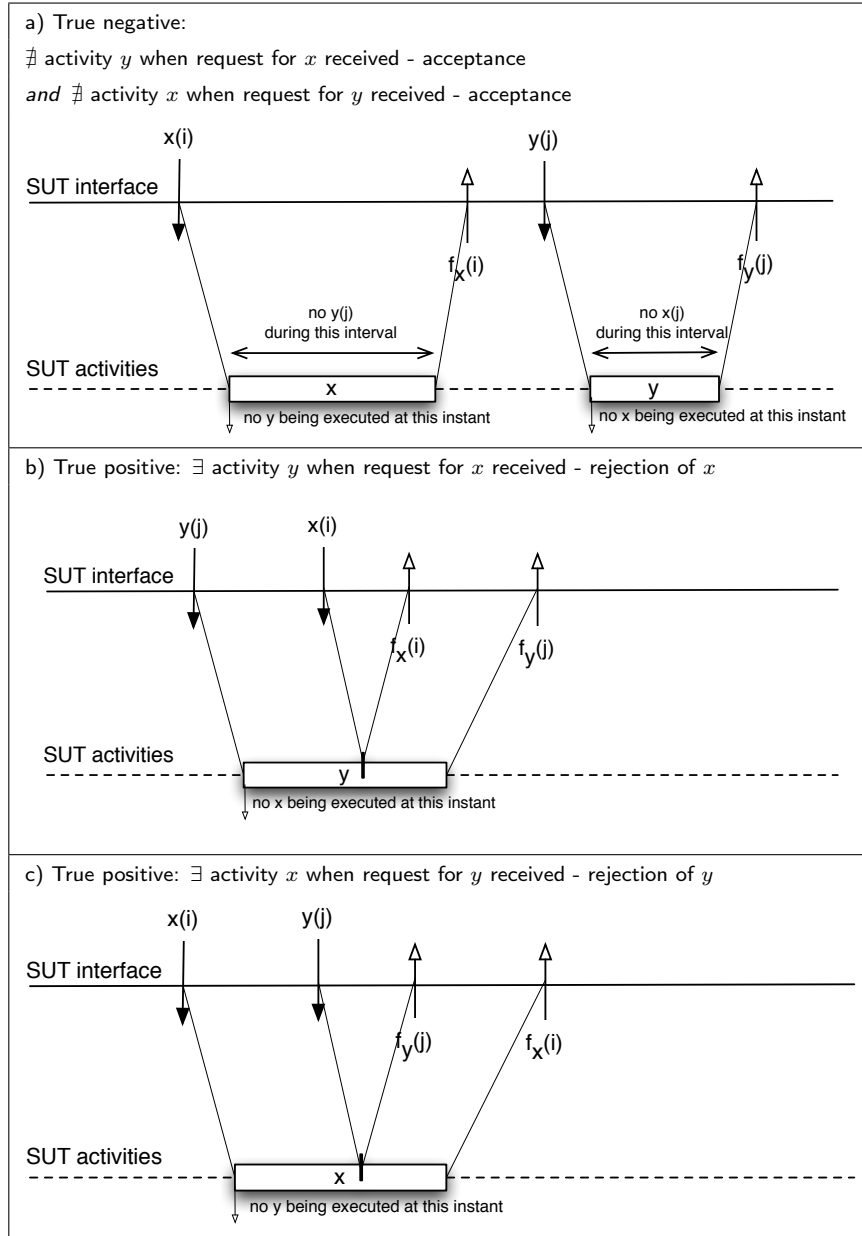 a) True negative:
∄ activity y when request for x received - acceptance
and ∄ activity x when request for y received - acceptance
x(i)
y(j)
SUT interface
f_x(i)
f_y(j)
no y(j)
during this interval
no x(j)
during this interval
SUT activities
x
y
no y being executed at this instant
no x being executed at this instant
b) True positive: ∃ activity y when request for x received - rejection of x
y(j)
x(i)
SUT interface
f_x(i)
f_y(j)
SUT activities
y
no x being executed at this instant
c) True positive: ∃ activity x when request for y received - rejection of y
x(i)
y(j)
SUT interface
f_y(j)
f_x(i)
SUT activities
x
no y being executed at this instant